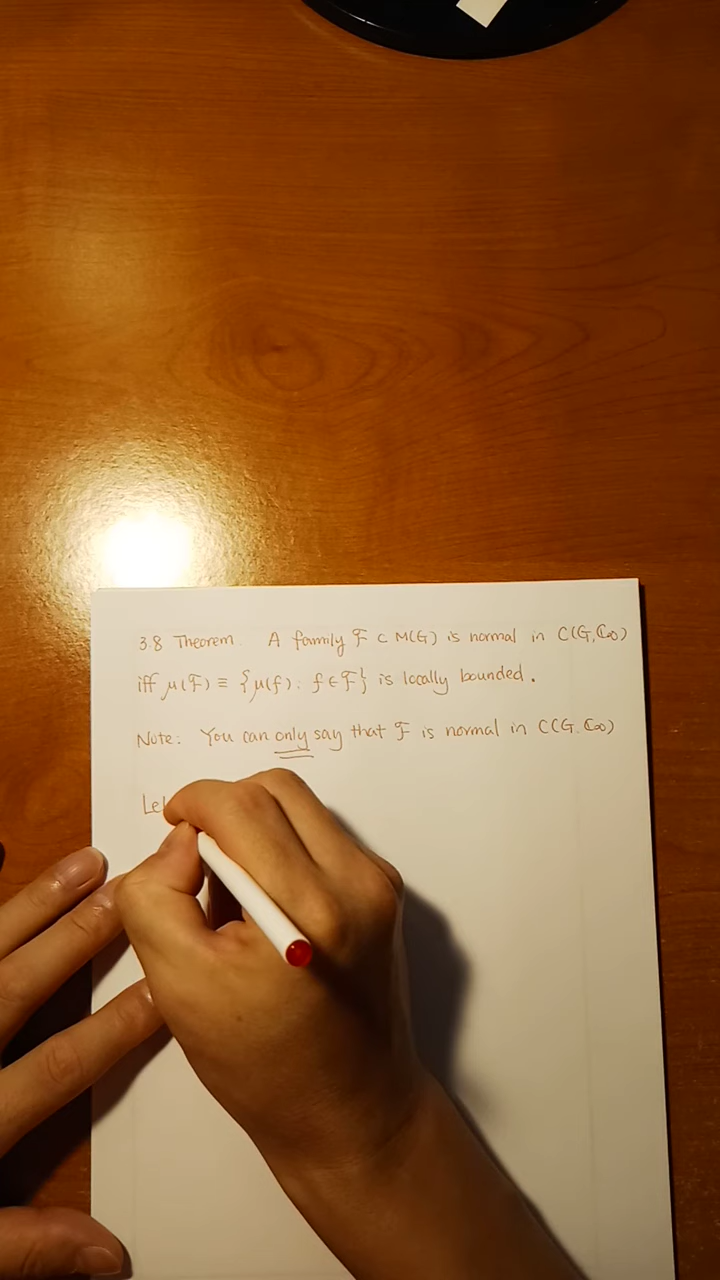 3.8 Theorem. A family ℱ ⊂ M(G) is normal in C(G, ℂ∞)
iff μ(ℱ) ≡ {μ(f) : f ∈ ℱ} is locally bounded.
Note: You can only say that ℱ is normal in C(G, ℂ∞)
Let